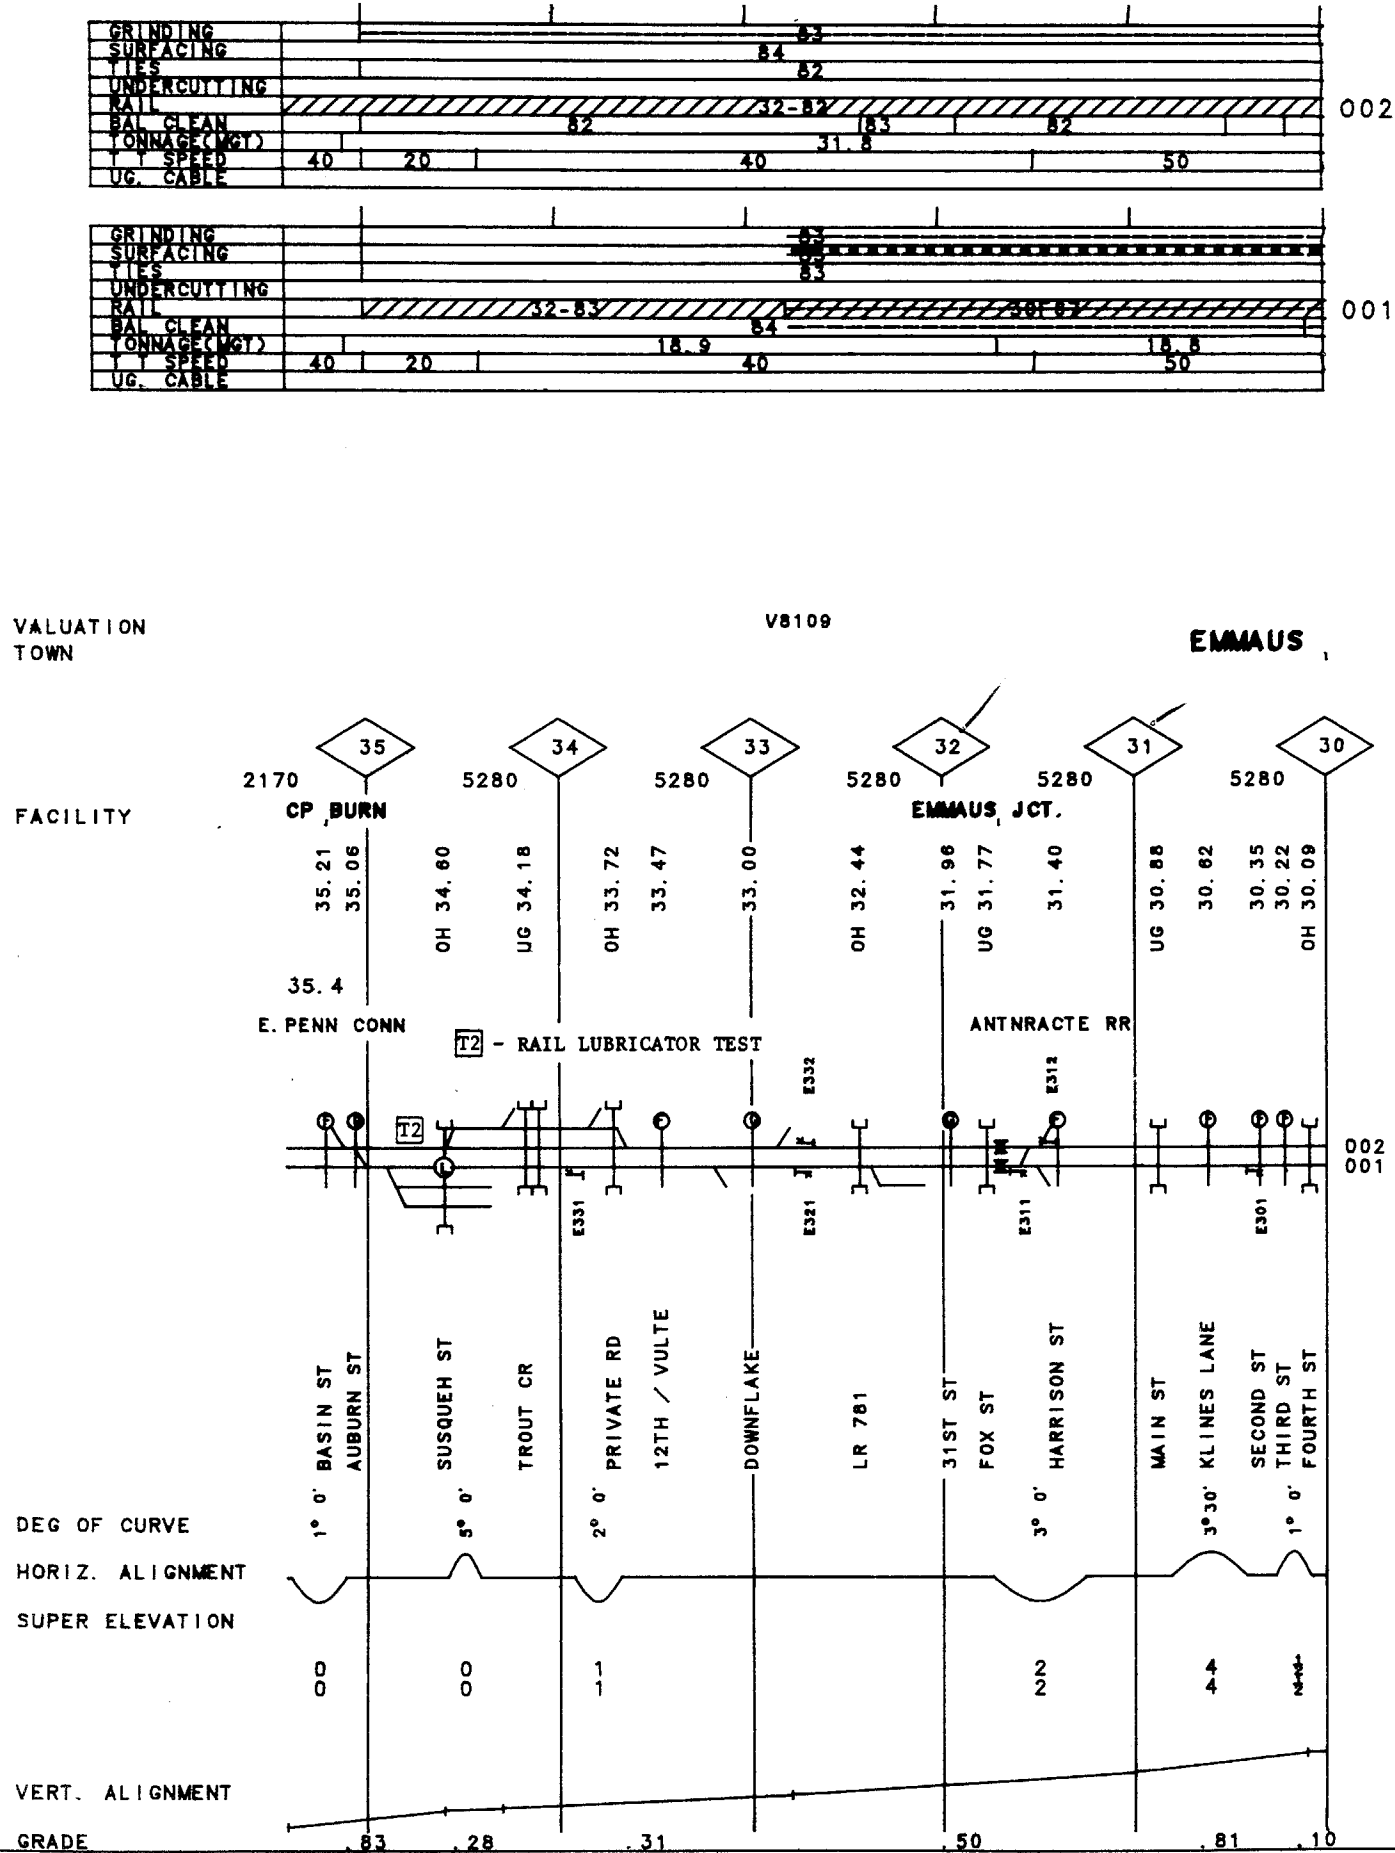 GRINDING 83
SURFACING 84
TIES 82
UNDERCUTTING
RAIL 32-82 002
BAL CLEAN 82 83 82
TONNAGE(MGT) 31.8
T T SPEED 40 20 40 50
UG. CABLE
GRINDING 83
SURFACING
TIES 83
UNDERCUTTING
RAIL 32-83 001
BAL CLEAN 84
TONNAGE(MGT) 18.9 18.8
T T SPEED 40 20 40 50
UG. CABLE
VALUATION V8109
TOWN EMMAUS
35 34 33 32 31 30
2170 5280 5280 5280 5280 5280
FACILITY CP BURN EMMAUS JCT.
35.21 35.06 OH 34.60 UG 34.18 OH 33.72 33.47 33.00 OH 32.44 31.96 UG 31.77 31.40 UG 30.88 30.62 30.35 30.22 OH 30.09
35.4
E. PENN CONN ANTNRACTE RR
T2 - RAIL LUBRICATOR TEST
E332 E312
T2
L
002
001
E331 E321 E311 E301
BASIN ST AUBURN ST SUSQUEH ST TROUT CR PRIVATE RD 12TH / VULTE DOWNFLAKE LR 781 31ST ST FOX ST HARRISON ST MAIN ST KLINES LANE SECOND ST THIRD ST FOURTH ST
DEG OF CURVE 1° 0' 5° 0' 2° 0' 3° 0' 3°30' 1° 0'
HORIZ. ALIGNMENT
SUPER ELEVATION
0 0 1 2 4
0 0 1 2 4
VERT. ALIGNMENT
GRADE .83 .28 .31 .50 .81 .10